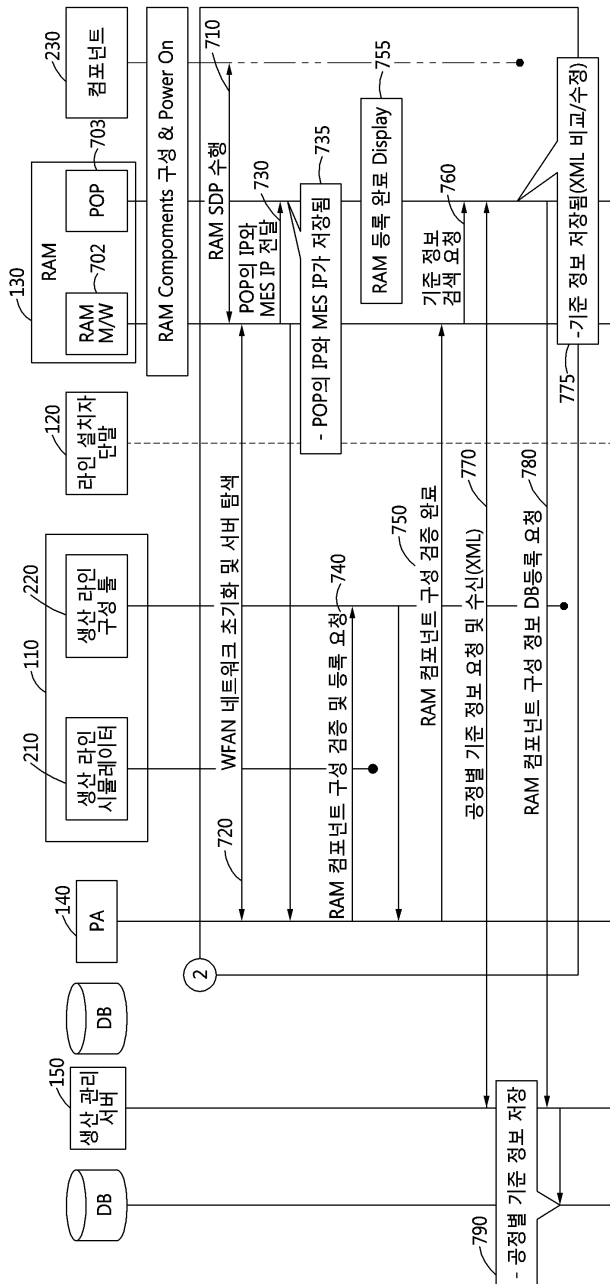 DB
150
생산 관리
서버
DB
140
PA
110
210
생산 라인
시뮬레이터
220
생산 라인
구성 툴
120
라인 설치자
단말
130
RAM
702
RAM
M/W
703
POP
230
컴포넌트
2
RAM Components 구성 & Power On
RAM SDP 수행
710
720
WFAN 네트워크 초기화 및 서버 탐색
POP의 IP와
MES IP 전달
730
735
- POP의 IP와 MES IP가 저장됨
RAM 컴포넌트 구성 검증 및 등록 요청
740
RAM 등록 완료 Display
755
RAM 컴포넌트 구성 검증 완료
750
기준 정보
검색 요청
760
공정별 기준 정보 요청 및 수신(XML)
770
RAM 컴포넌트 구성 정보 DB등록 요청
780
-기준 정보 저장됨(XML 비교/수정)
775
790
- 공정별 기준 정보 저장